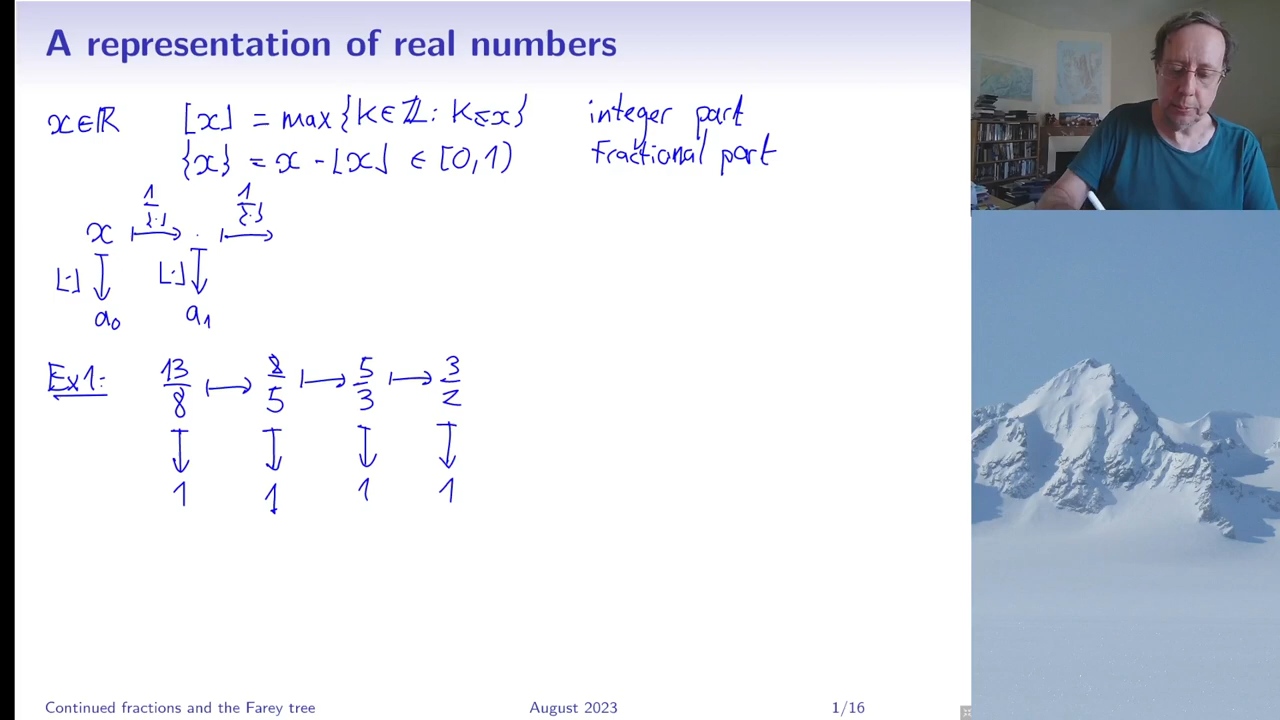 A representation of real numbers
x∈ℝ ⌊x⌋ = max{k∈ℤ: k≤x} integer part
{x} = x - ⌊x⌋ ∈ [0,1) fractional part
1/{·} 1/{·}
x ↦ · ↦
⌊·⌋ ↧ ⌊·⌋ ↧
a₀ a₁
Ex1: 13/8 ↦ 8/5 ↦ 5/3 ↦ 3/2
↧ ↧ ↧ ↧
1 1 1 1
Continued fractions and the Farey tree August 2023 1/16